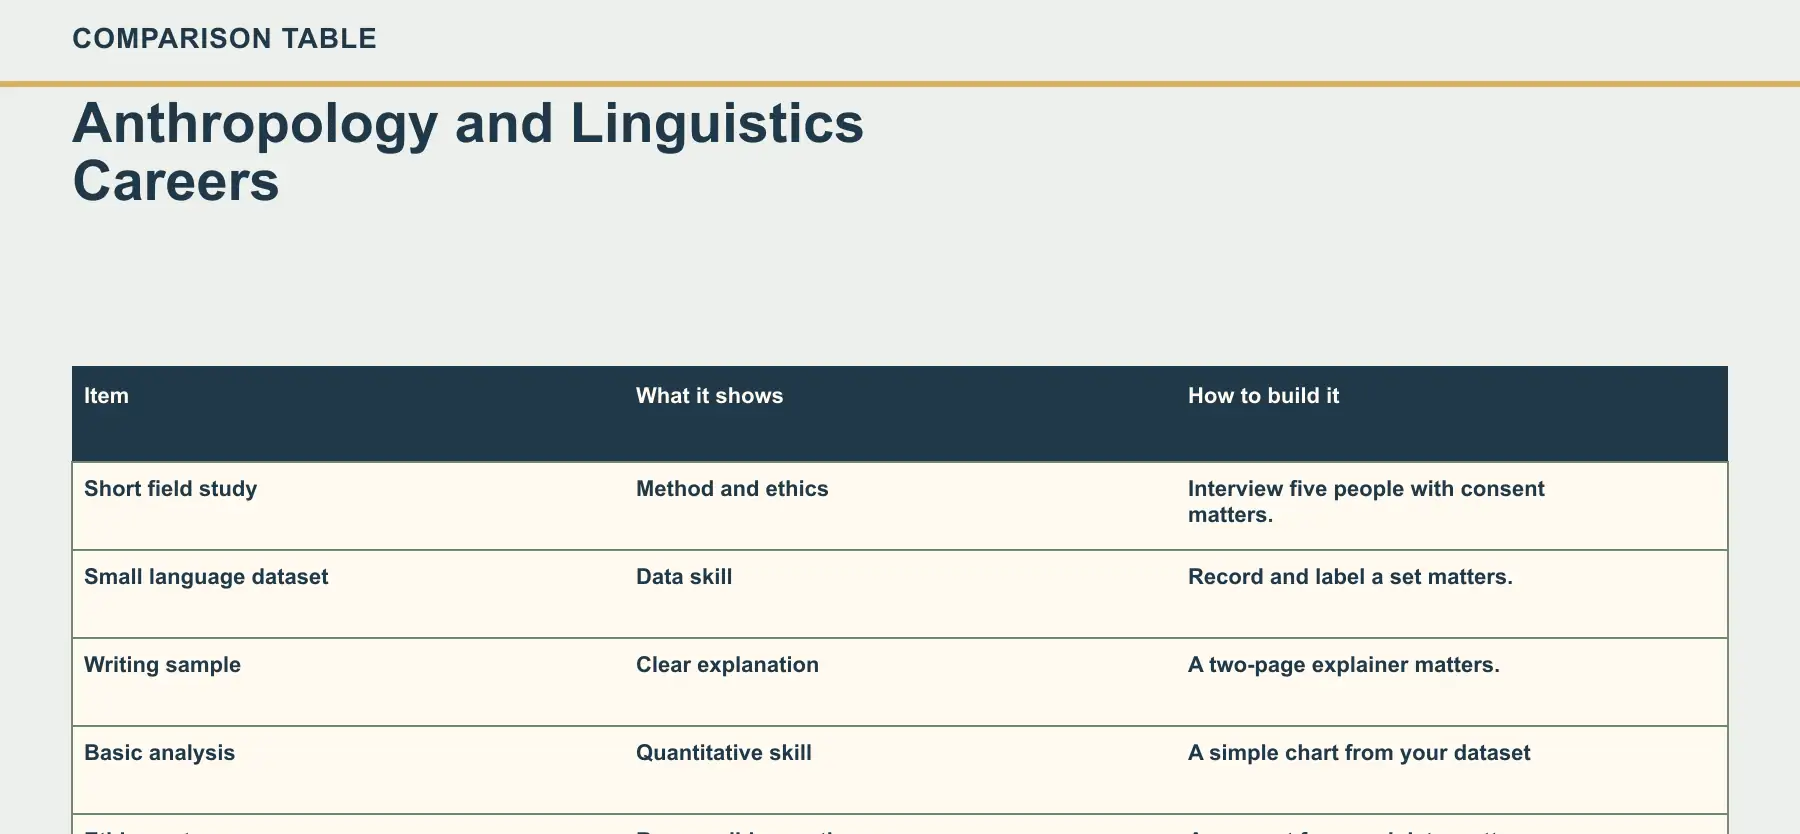 COMPARISON TABLE
Anthropology and Linguistics
Careers
Item What it shows How to build it
Short field study Method and ethics Interview five people with consent
matters.
Small language dataset Data skill Record and label a set matters.
Writing sample Clear explanation A two-page explainer matters.
Basic analysis Quantitative skill A simple chart from your dataset